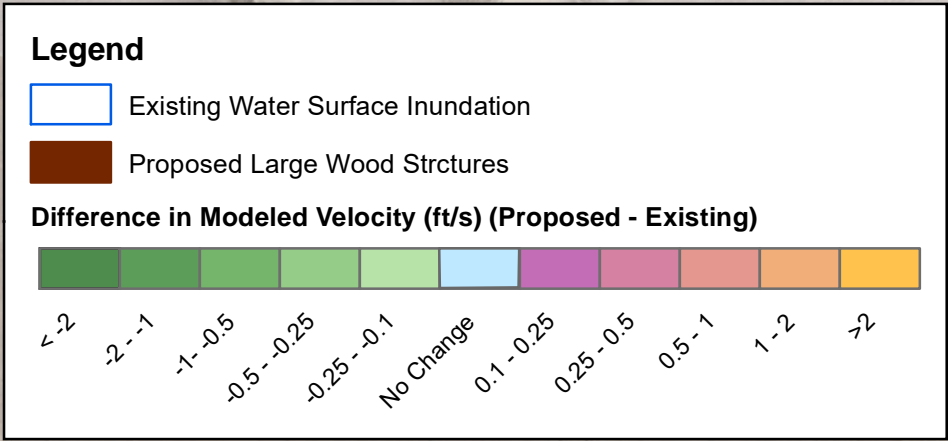 Legend
Existing Water Surface Inundation
Proposed Large Wood Strctures
Difference in Modeled Velocity (ft/s) (Proposed - Existing)
< -2
-2 - -1
-1- -0.5
-0.5 - -0.25
-0.25 - -0.1
No Change
0.1 - 0.25
0.25 - 0.5
0.5 - 1
1 - 2
>2